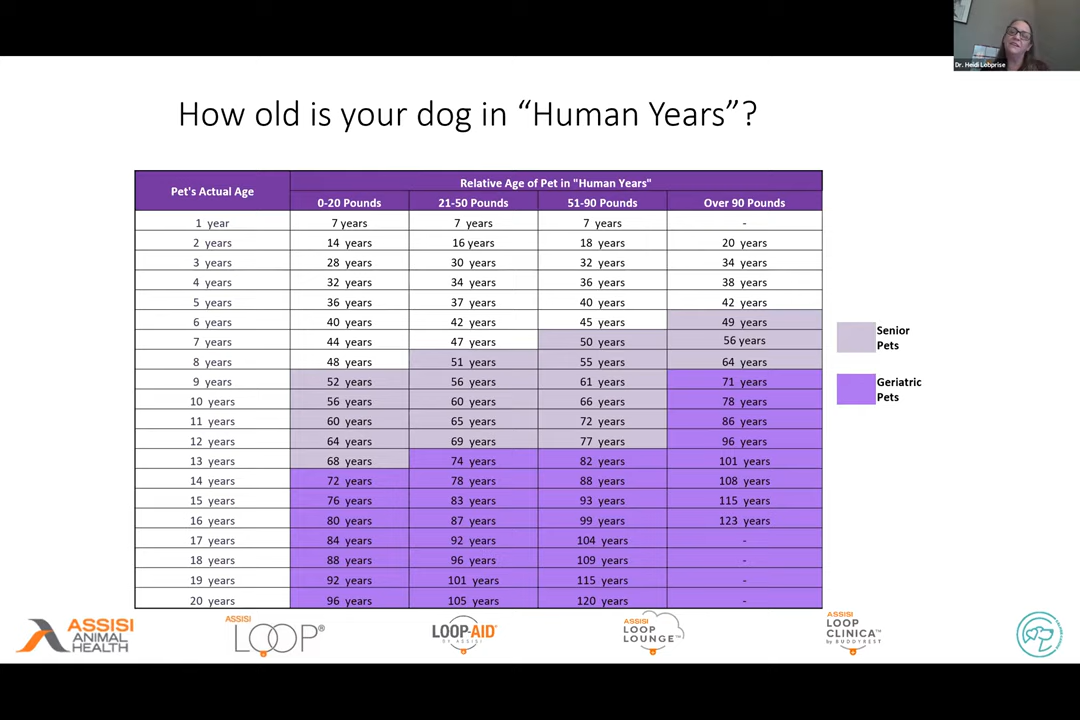 Dr. Heidi Lobprise
How old is your dog in “Human Years”?
Pet's Actual Age
Relative Age of Pet in "Human Years"
0-20 Pounds 21-50 Pounds 51-90 Pounds Over 90 Pounds
1 year 7 years 7 years 7 years -
2 years 14 years 16 years 18 years 20 years
3 years 28 years 30 years 32 years 34 years
4 years 32 years 34 years 36 years 38 years
5 years 36 years 37 years 40 years 42 years
6 years 40 years 42 years 45 years 49 years
7 years 44 years 47 years 50 years 56 years
8 years 48 years 51 years 55 years 64 years
9 years 52 years 56 years 61 years 71 years
10 years 56 years 60 years 66 years 78 years
11 years 60 years 65 years 72 years 86 years
12 years 64 years 69 years 77 years 96 years
13 years 68 years 74 years 82 years 101 years
14 years 72 years 78 years 88 years 108 years
15 years 76 years 83 years 93 years 115 years
16 years 80 years 87 years 99 years 123 years
17 years 84 years 92 years 104 years -
18 years 88 years 96 years 109 years -
19 years 92 years 101 years 115 years -
20 years 96 years 105 years 120 years -
Senior
Pets
Geriatric
Pets
ASSISI
ANIMAL
HEALTH
ASSISI
LOOP®
LOOP-AID®
OF ASSISI
ASSISI
LOOP
LOUNGE™
ASSISI
LOOP
CLINICA™
by BUDDYREST